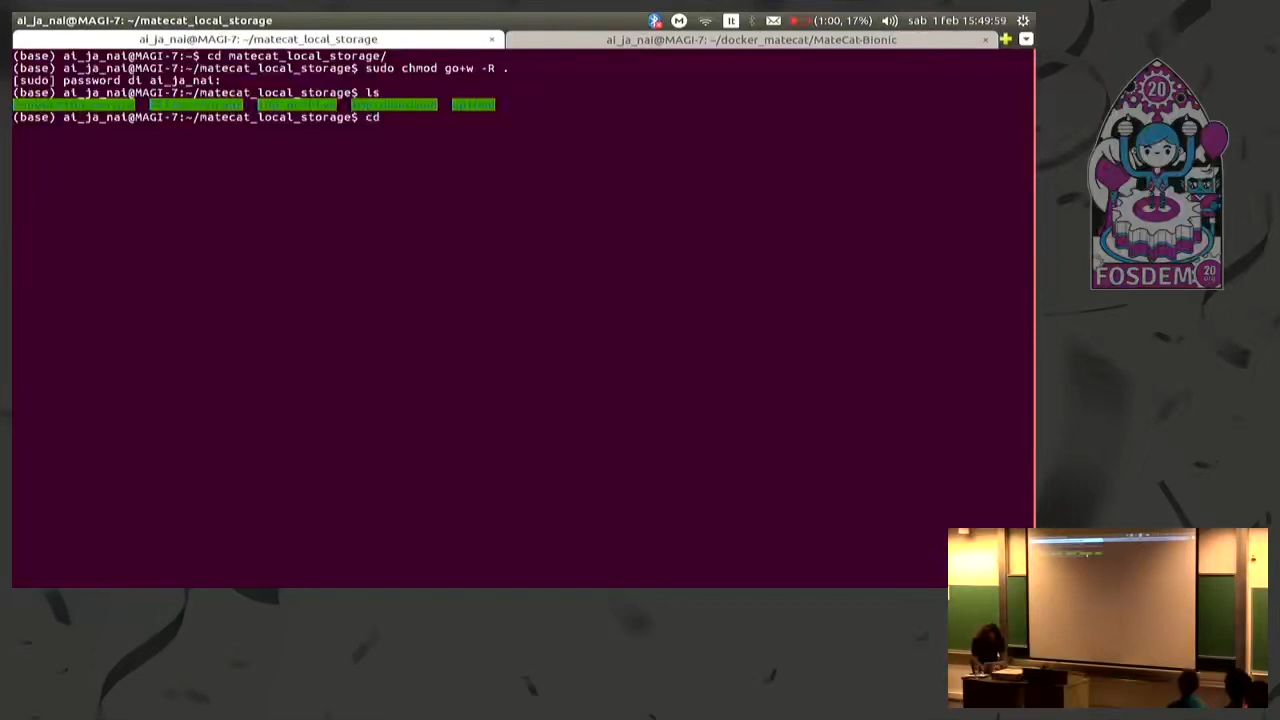 ai_ja_nai@MAGI-7: ~/matecat_local_storage
It (1:00, 17%) sab 1 feb 15:49:59
ai_ja_nai@MAGI-7: ~/matecat_local_storage × ai_ja_nai@MAGI-7: ~/docker_matecat/MateCat-Bionic ×
(base) ai_ja_nai@MAGI-7:~$ cd matecat_local_storage/
(base) ai_ja_nai@MAGI-7:~/matecat_local_storage$ sudo chmod go+w -R .
[sudo] password di ai_ja_nai:
(base) ai_ja_nai@MAGI-7:~/matecat_local_storage$ ls
(base) ai_ja_nai@MAGI-7:~/matecat_local_storage$ cd
20
FOSDEM
20